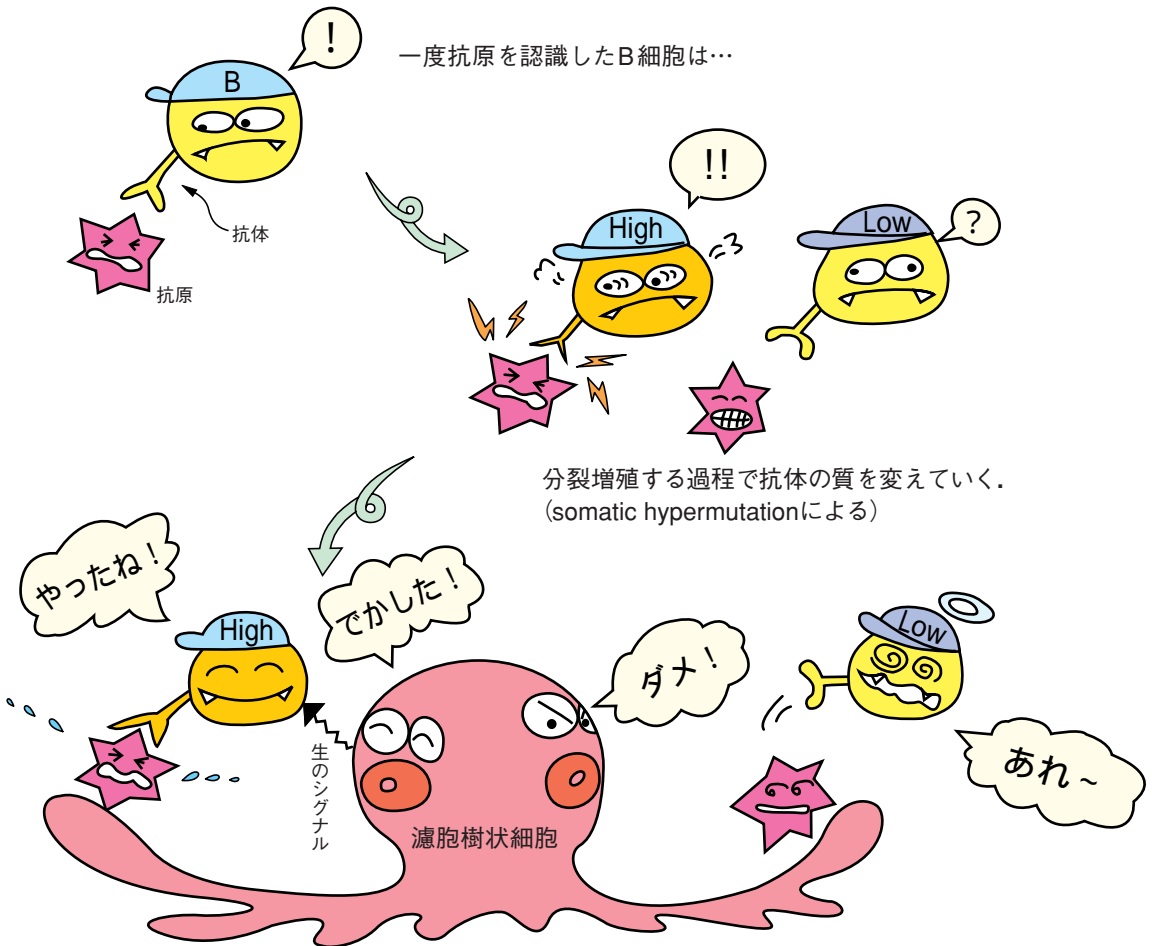 !
一度抗原を認識したB細胞は…
B
抗体
抗原
!!
High
Low
?
分裂増殖する過程で抗体の質を変えていく.
(somatic hypermutationによる)
やったね!
でかした!
High
ダメ!
Low
生のシグナル
濾胞樹状細胞
あれ~